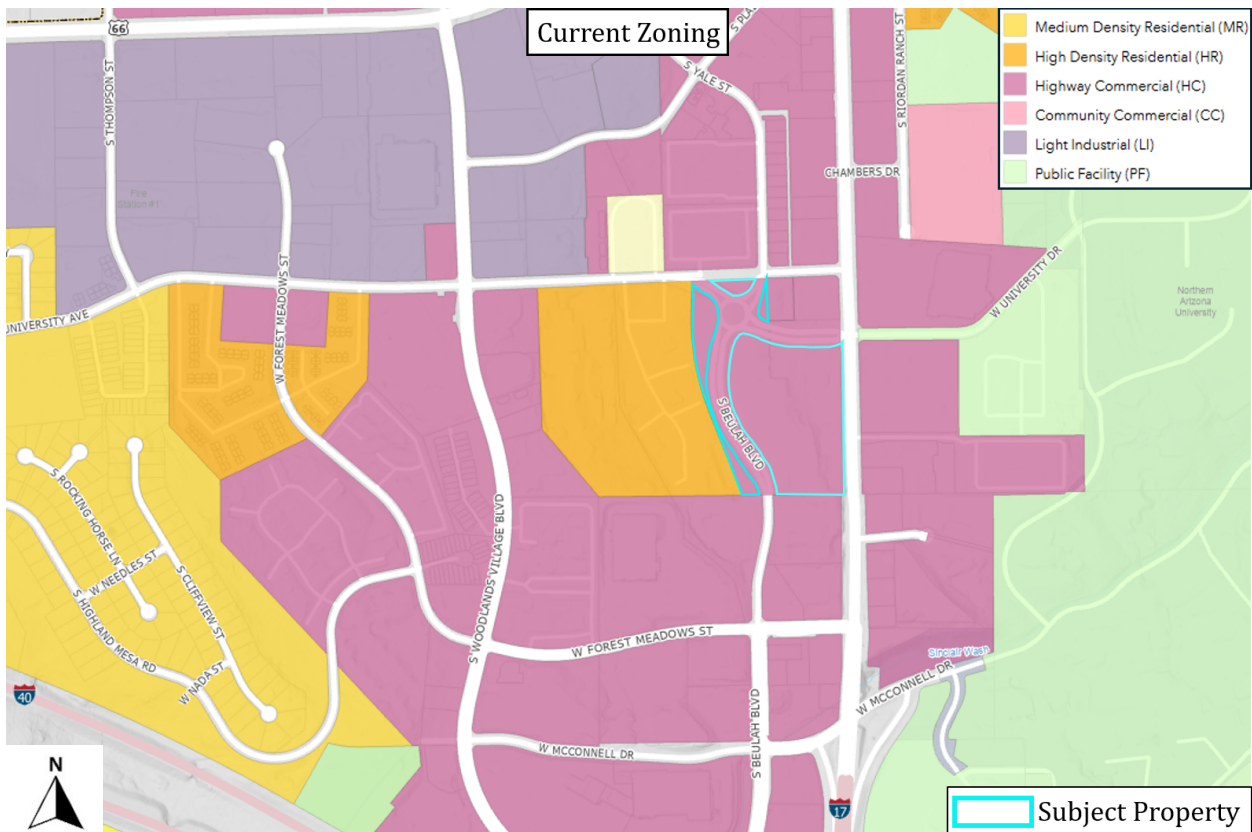 Current Zoning
Medium Density Residential (MR)
High Density Residential (HR)
Highway Commercial (HC)
Community Commercial (CC)
Light Industrial (LI)
Public Facility (PF)
66
S THOMPSON ST
S YALE ST
S RIORDAN RANCH ST
CHAMBERS DR
Fire
Station #1
W FOREST MEADOWS ST
UNIVERSITY AVE
W UNIVERSITY DR
Northern
Arizona
University
S BEULAH BLVD
S ROCKING HORSE LN
W NEEDLES ST
S CLIFFVIEW ST
S HIGHLAND MESA RD
W NADA ST
S WOODLANDS VILLAGE BLVD
W FOREST MEADOWS ST
Sinclair Wash
W MCCONNELL DR
S BEULAH BLVD
W MCCONNELL DR
40
17
N
Subject Property